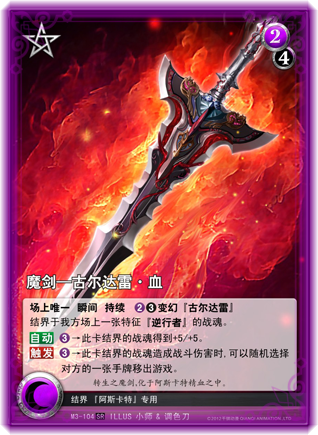 2
4
魔剑—古尔达雷·血
场上唯一 瞬间 持续 2 3 变幻『古尔达雷』
结界于我方场上一张特征『逆行者』的战魂。
自动 3 →此卡结界的战魂得到+5/+5。
触发 3 →此卡结界的战魂造成战斗伤害时,可以随机选择
对方的一张手牌移出游戏。
转生之魔剑,化于阿斯卡特精血之中。
结界『阿斯卡特』专用
M3-104 SR ILLUS 小师 & 调色刀